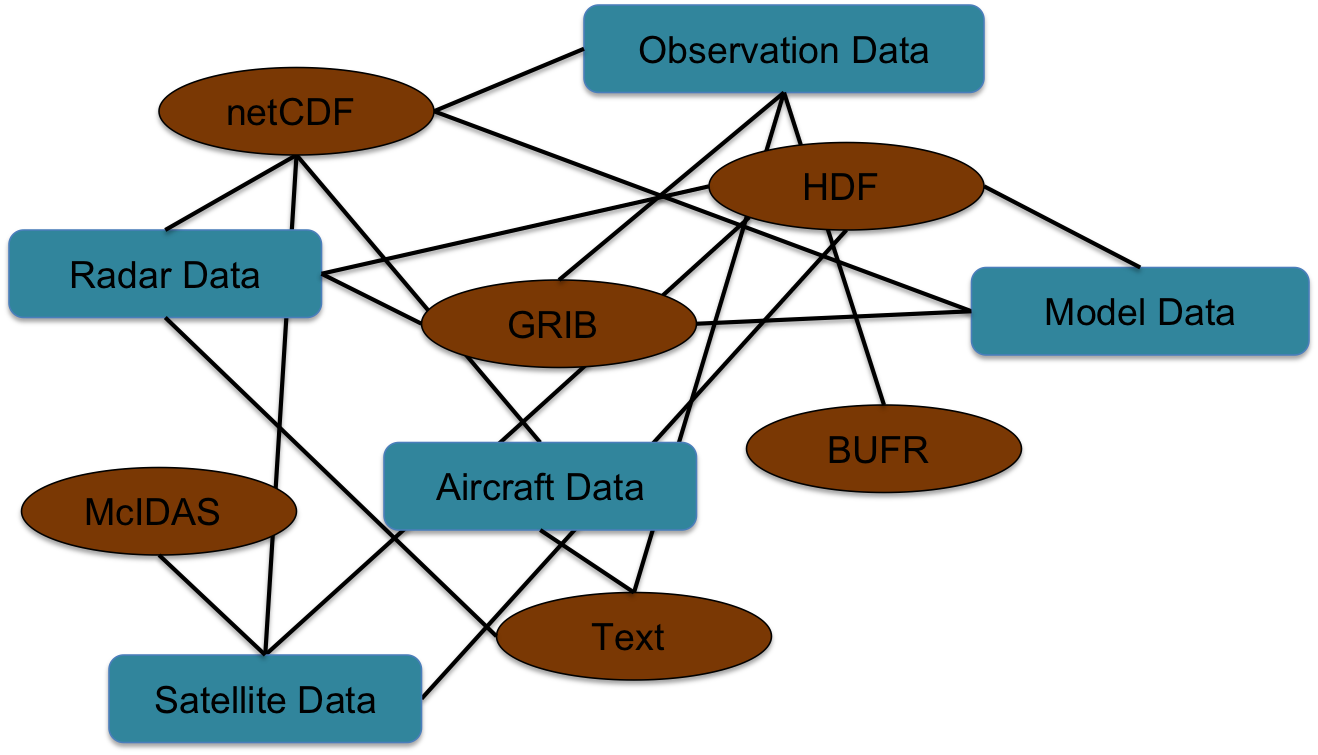 Observation Data
netCDF
HDF
Radar Data
GRIB
Model Data
BUFR
Aircraft Data
McIDAS
Text
Satellite Data